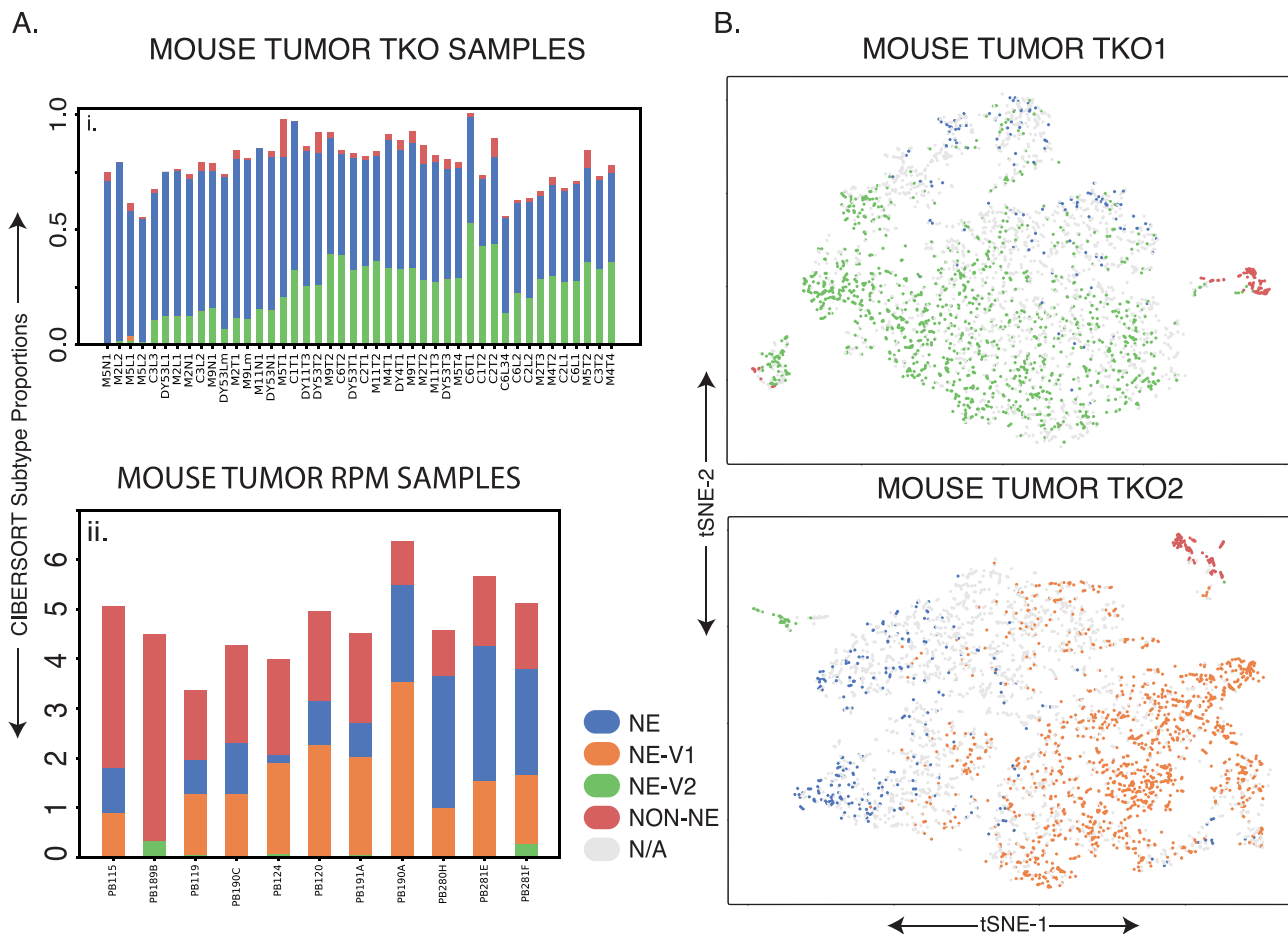 A.
B.
MOUSE TUMOR TKO SAMPLES
MOUSE TUMOR TKO1
i.
1.0
0.5
0.0
M5N1
M2L2
M5L1
M5L2
C3L3
DY53L1
M2L1
M2N1
C3L2
M9N1
DY53Lm
M2T1
M9Lm
M11N1
DY53N1
M5T1
C1T1
DY11T3
DY53T2
M9T2
C6T2
DY53T1
C2T1
M11T2
M4T1
DY4T1
M9T1
M2T2
M11T3
DY53T3
M5T4
C6T1
C1T2
C2T2
C6L34
C6L2
C2L2
M2T3
M4T2
C2L1
C6L1
M5T2
C3T2
M4T4
CIBERSORT Subtype Proportions
MOUSE TUMOR RPM SAMPLES
ii.
6
5
4
3
2
1
0
PB115
PB189B
PB119
PB190C
PB124
PB120
PB191A
PB190A
PB280H
PB281E
PB281F
NE
NE-V1
NE-V2
NON-NE
N/A
tSNE-2
MOUSE TUMOR TKO2
tSNE-1